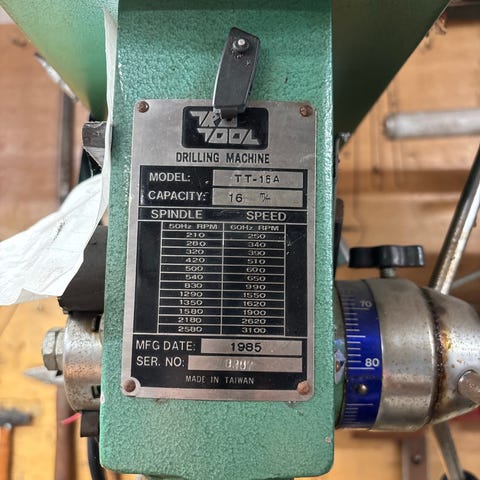 TOOL
DRILLING MACHINE
MODEL: TT-16A
CAPACITY: 16
SPINDLE SPEED
50Hz RPM 60Hz RPM
210 250
280 340
320 390
420 510
500 600
540 650
830 990
1290 1550
1350 1620
1580 1900
2180 2620
2580 3100
MFG DATE: 1985
SER. NO:
MADE IN TAIWAN
70
80